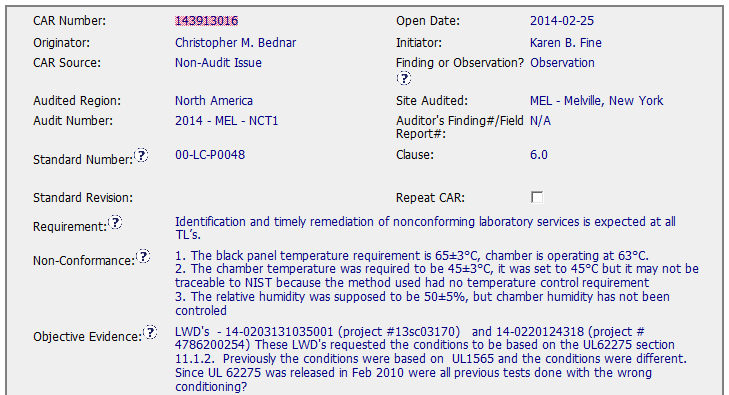 CAR Number: 143913016 Open Date: 2014-02-25
Originator: Christopher M. Bednar Initiator: Karen B. Fine
CAR Source: Non-Audit Issue Finding or Observation? Observation
?
Audited Region: North America Site Audited: MEL - Melville, New York
Audit Number: 2014 - MEL - NCT1 Auditor's Finding#/Field N/A
Report#:
Standard Number: ? 00-LC-P0048 Clause: 6.0
Standard Revision: Repeat CAR:
Requirement: ? Identification and timely remediation of nonconforming laboratory services is expected at all
TL's.
Non-Conformance: ? 1. The black panel temperature requirement is 65±3°C, chamber is operating at 63°C.
2. The chamber temperature was required to be 45±3°C, it was set to 45°C but it may not be
traceable to NIST because the method used had no temperature control requirement
3. The relative humidity was supposed to be 50±5%, but chamber humidity has not been
controled
Objective Evidence: ? LWD's - 14-0203131035001 (project #13sc03170) and 14-0220124318 (project #
4786200254) These LWD's requested the conditions to be based on the UL62275 section
11.1.2. Previously the conditions were based on UL1565 and the conditions were different.
Since UL 62275 was released in Feb 2010 were all previous tests done with the wrong
conditioning?